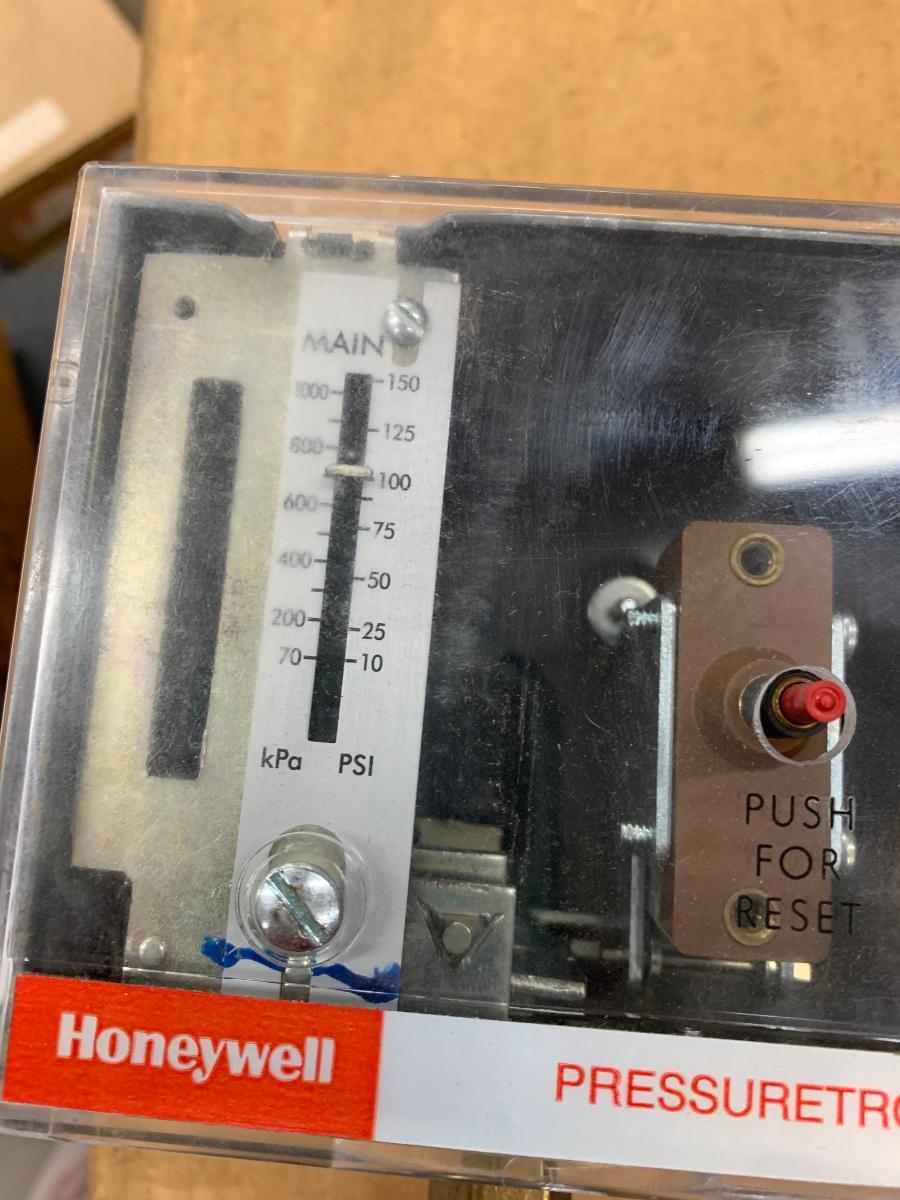 MAIN
1000 150
800 125
100
600
75
400
50
200 25
70 10
kPa PSI
PUSH
FOR
RESET
Honeywell
PRESSURETRO